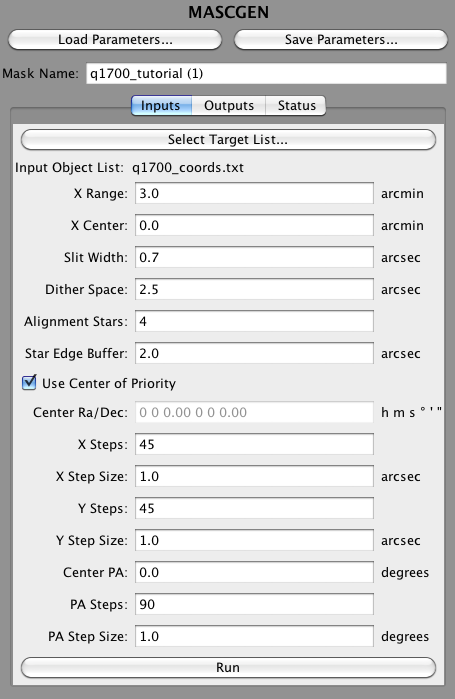 MASCGEN
Load Parameters... Save Parameters...
Mask Name: q1700_tutorial (1)
Inputs Outputs Status
Select Target List...
Input Object List: q1700_coords.txt
X Range: 3.0 arcmin
X Center: 0.0 arcmin
Slit Width: 0.7 arcsec
Dither Space: 2.5 arcsec
Alignment Stars: 4
Star Edge Buffer: 2.0 arcsec
Use Center of Priority
Center Ra/Dec: 0 0 0.00 0 0 0.00 h m s ° ' "
X Steps: 45
X Step Size: 1.0 arcsec
Y Steps: 45
Y Step Size: 1.0 arcsec
Center PA: 0.0 degrees
PA Steps: 90
PA Step Size: 1.0 degrees
Run